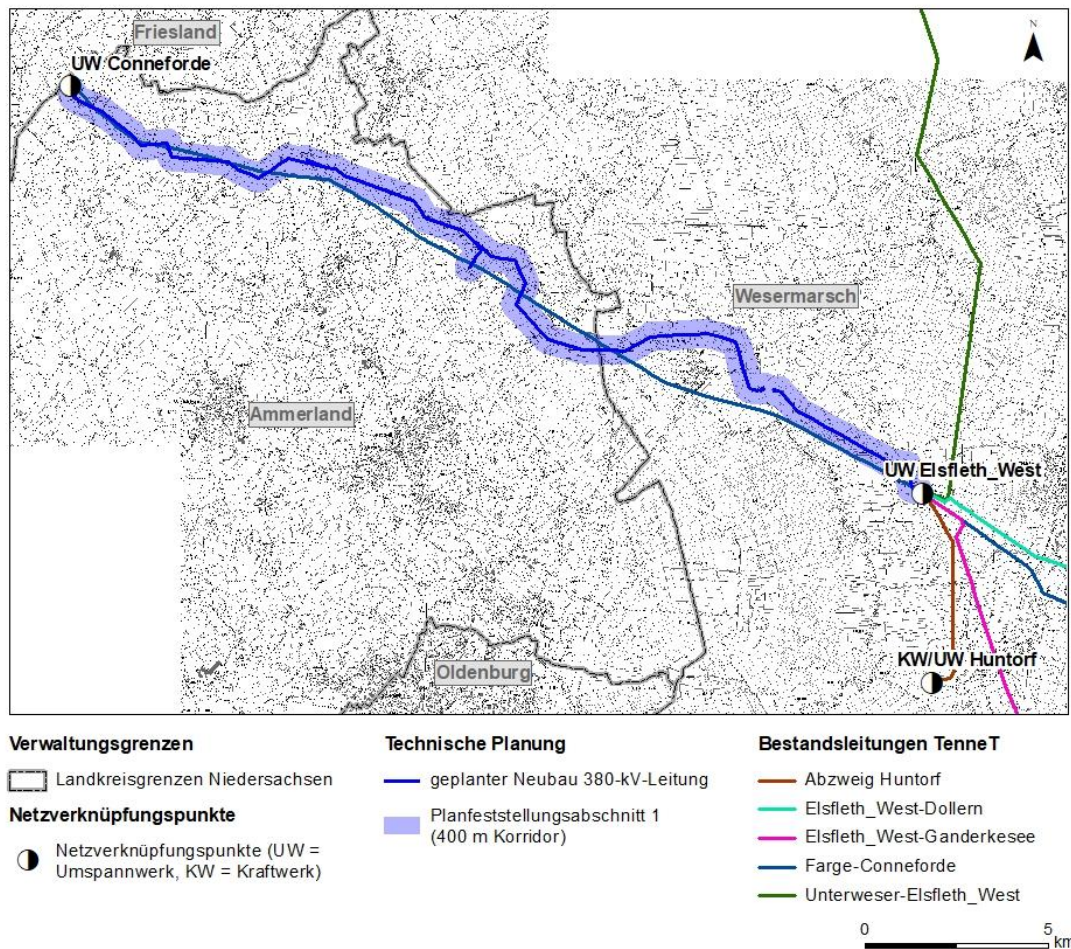 N
Friesland
UW Conneforde
Wesermarsch
Ammerland
UW Elsfleth_West
KW/UW Huntorf
Oldenburg
Verwaltungsgrenzen
Landkreisgrenzen Niedersachsen
Netzverknüpfungspunkte
Netzverknüpfungspunkte (UW =
Umspannwerk, KW = Kraftwerk)
Technische Planung
geplanter Neubau 380-kV-Leitung
Planfeststellungsabschnitt 1
(400 m Korridor)
Bestandsleitungen TenneT
Abzweig Huntorf
Elsfleth_West-Dollern
Elsfleth_West-Ganderkesee
Farge-Conneforde
Unterweser-Elsfleth_West
0 5
km